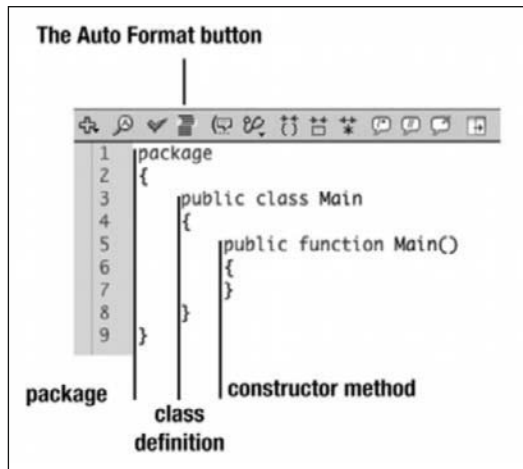 The Auto Format button
1 package
2 {
3 public class Main
4 {
5 public function Main()
6 {
7 }
8 }
9 }
package
class
definition
constructor method